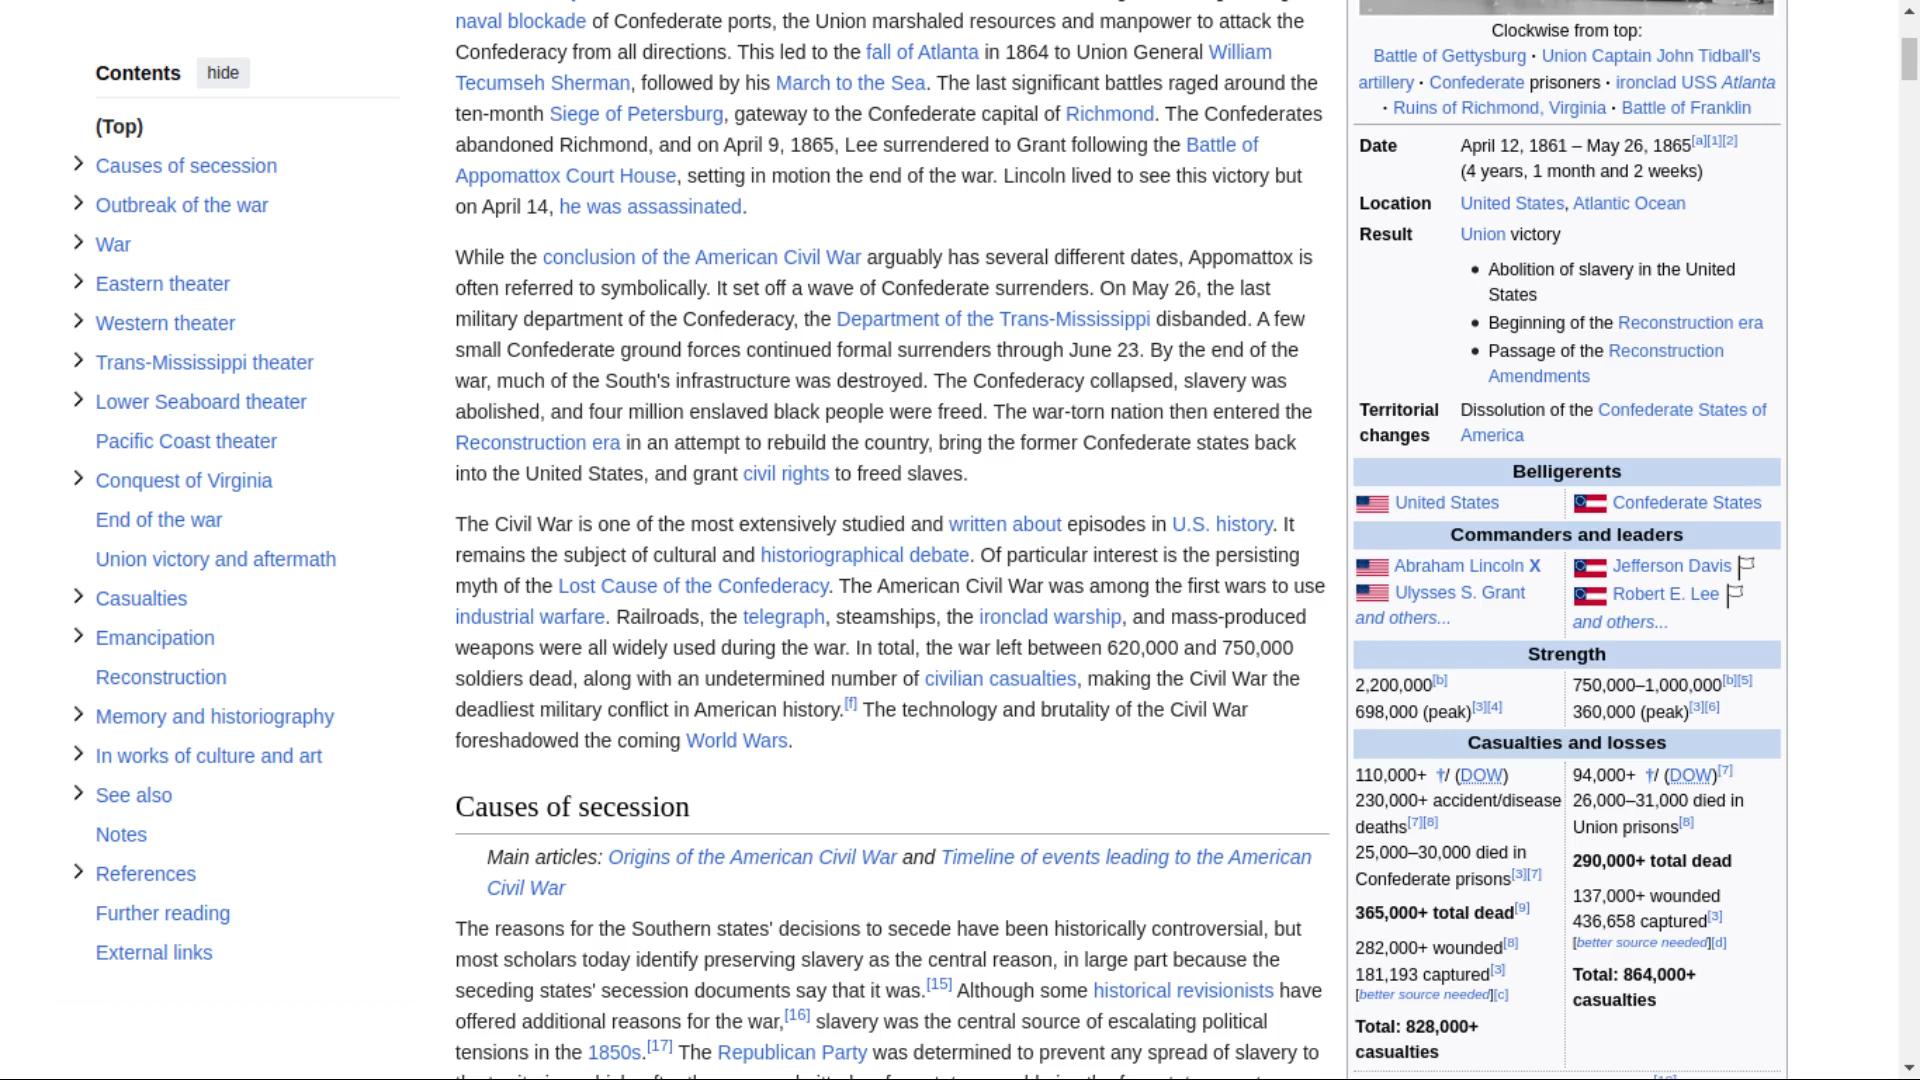 Contents hide
(Top)
Causes of secession
Outbreak of the war
War
Eastern theater
Western theater
Trans-Mississippi theater
Lower Seaboard theater
Pacific Coast theater
Conquest of Virginia
End of the war
Union victory and aftermath
Casualties
Emancipation
Reconstruction
Memory and historiography
In works of culture and art
See also
Notes
References
Further reading
External links
naval blockade of Confederate ports, the Union marshaled resources and manpower to attack the
Confederacy from all directions. This led to the fall of Atlanta in 1864 to Union General William
Tecumseh Sherman, followed by his March to the Sea. The last significant battles raged around the
ten-month Siege of Petersburg, gateway to the Confederate capital of Richmond. The Confederates
abandoned Richmond, and on April 9, 1865, Lee surrendered to Grant following the Battle of
Appomattox Court House, setting in motion the end of the war. Lincoln lived to see this victory but
on April 14, he was assassinated.
While the conclusion of the American Civil War arguably has several different dates, Appomattox is
often referred to symbolically. It set off a wave of Confederate surrenders. On May 26, the last
military department of the Confederacy, the Department of the Trans-Mississippi disbanded. A few
small Confederate ground forces continued formal surrenders through June 23. By the end of the
war, much of the South's infrastructure was destroyed. The Confederacy collapsed, slavery was
abolished, and four million enslaved black people were freed. The war-torn nation then entered the
Reconstruction era in an attempt to rebuild the country, bring the former Confederate states back
into the United States, and grant civil rights to freed slaves.
The Civil War is one of the most extensively studied and written about episodes in U.S. history. It
remains the subject of cultural and historiographical debate. Of particular interest is the persisting
myth of the Lost Cause of the Confederacy. The American Civil War was among the first wars to use
industrial warfare. Railroads, the telegraph, steamships, the ironclad warship, and mass-produced
weapons were all widely used during the war. In total, the war left between 620,000 and 750,000
soldiers dead, along with an undetermined number of civilian casualties, making the Civil War the
deadliest military conflict in American history.[f] The technology and brutality of the Civil War
foreshadowed the coming World Wars.
Causes of secession
Main articles: Origins of the American Civil War and Timeline of events leading to the American
Civil War
The reasons for the Southern states' decisions to secede have been historically controversial, but
most scholars today identify preserving slavery as the central reason, in large part because the
seceding states' secession documents say that it was.[15] Although some historical revisionists have
offered additional reasons for the war,[16] slavery was the central source of escalating political
tensions in the 1850s.[17] The Republican Party was determined to prevent any spread of slavery to
Clockwise from top:
Battle of Gettysburg · Union Captain John Tidball's
artillery · Confederate prisoners · ironclad USS Atlanta
· Ruins of Richmond, Virginia · Battle of Franklin
Date April 12, 1861 – May 26, 1865[a][1][2]
(4 years, 1 month and 2 weeks)
Location United States, Atlantic Ocean
Result Union victory
• Abolition of slavery in the United
States
• Beginning of the Reconstruction era
• Passage of the Reconstruction
Amendments
Territorial Dissolution of the Confederate States of
changes America
Belligerents
United States Confederate States
Commanders and leaders
Abraham Lincoln X
Ulysses S. Grant
and others...
Jefferson Davis
Robert E. Lee
and others...
Strength
2,200,000[b]
698,000 (peak)[3][4]
750,000–1,000,000[b][5]
360,000 (peak)[3][6]
Casualties and losses
110,000+ †/ (DOW)
230,000+ accident/disease
deaths[7][8]
25,000–30,000 died in
Confederate prisons[3][7]
365,000+ total dead[9]
282,000+ wounded[8]
181,193 captured[3]
[better source needed][c]
Total: 828,000+
casualties
94,000+ †/ (DOW)[7]
26,000–31,000 died in
Union prisons[8]
290,000+ total dead
137,000+ wounded
436,658 captured[3]
[better source needed][d]
Total: 864,000+
casualties